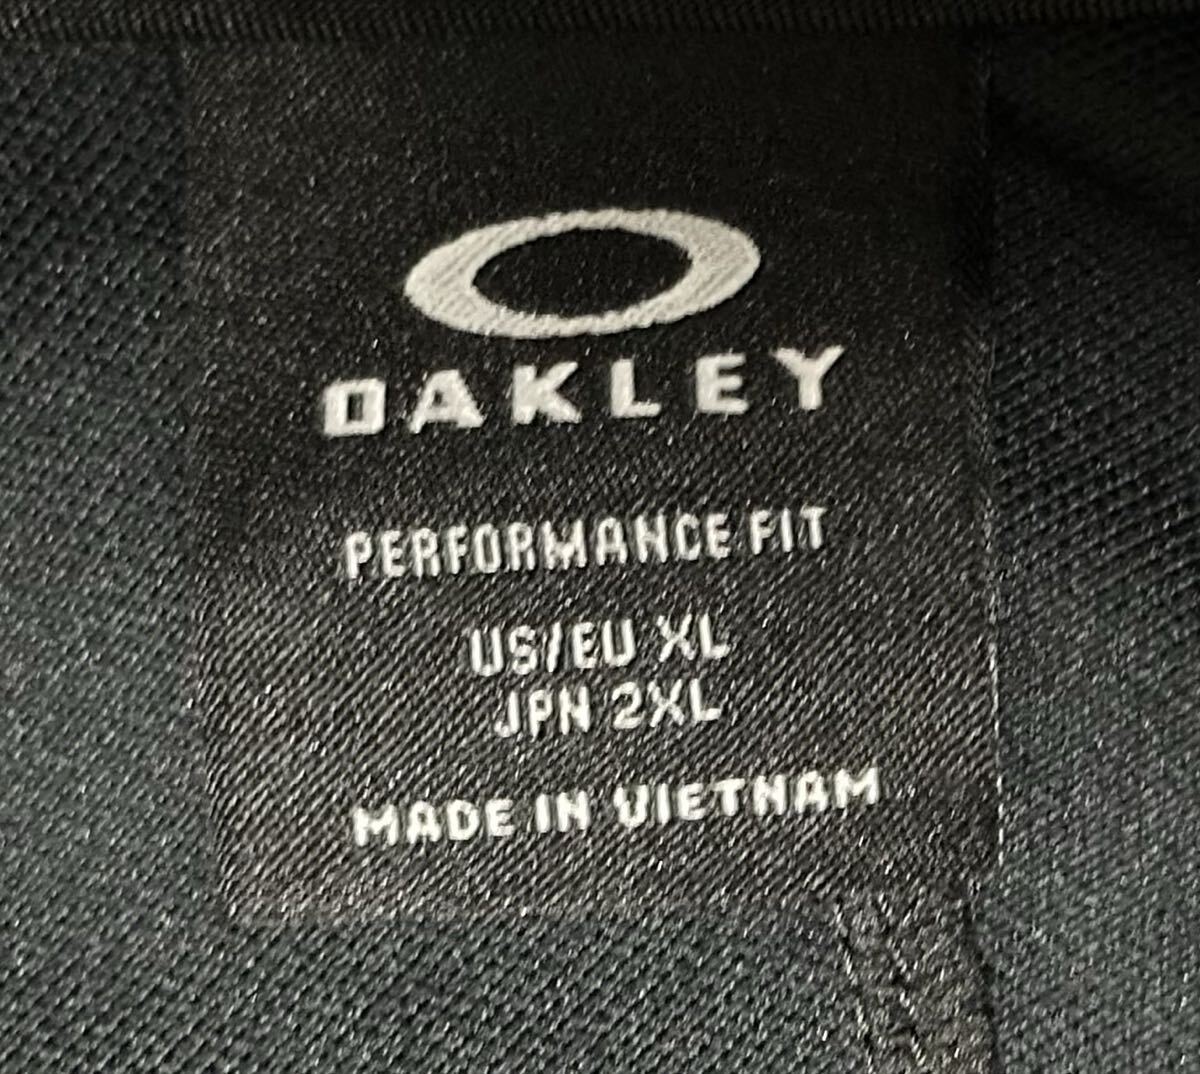 OAKLEY
PERFORMANCE FIT
US/EU XL
JPN 2XL
MADE IN VIETNAM